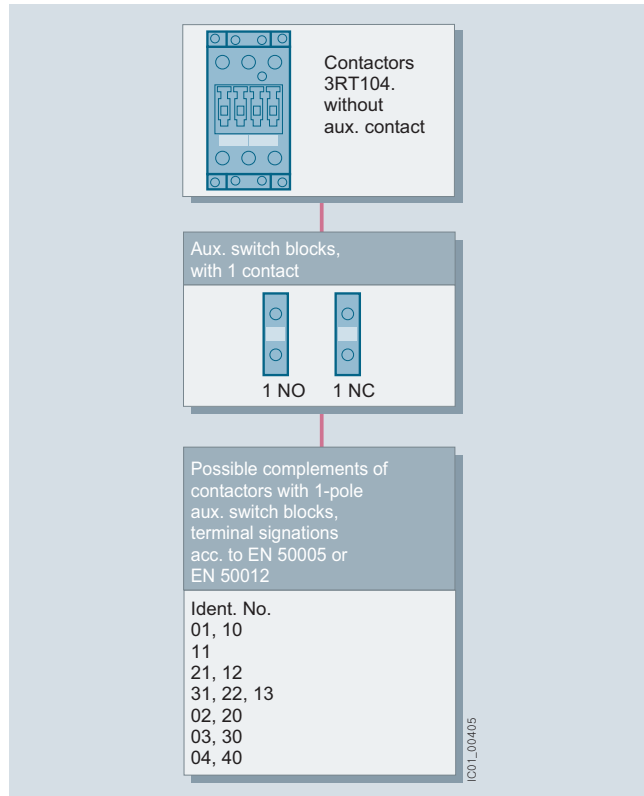 Contactors
3RT104.
without
aux. contact
Aux. switch blocks,
with 1 contact
1 NO 1 NC
Possible complements of
contactors with 1-pole
aux. switch blocks,
terminal signations
acc. to EN 50005 or
EN 50012
Ident. No.
01, 10
11
21, 12
31, 22, 13
02, 20
03, 30
04, 40
IC01_00405